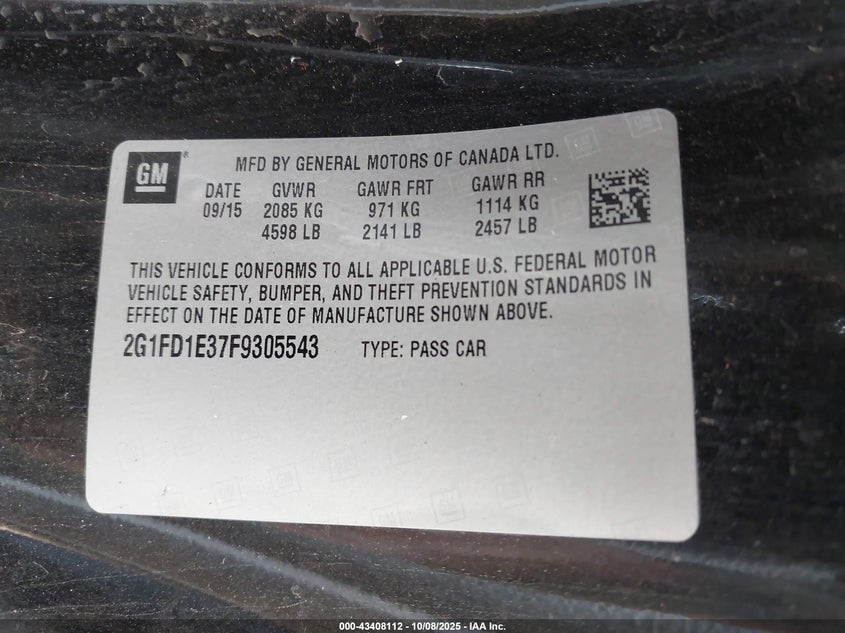 GM
MFD BY GENERAL MOTORS OF CANADA LTD.
DATE GVWR GAWR FRT GAWR RR
09/15 2085 KG 971 KG 1114 KG
4598 LB 2141 LB 2457 LB
THIS VEHICLE CONFORMS TO ALL APPLICABLE U.S. FEDERAL MOTOR
VEHICLE SAFETY, BUMPER, AND THEFT PREVENTION STANDARDS IN
EFFECT ON THE DATE OF MANUFACTURE SHOWN ABOVE.
2G1FD1E37F9305543 TYPE: PASS CAR
000-43408112 - 10/08/2025 - IAA Inc.